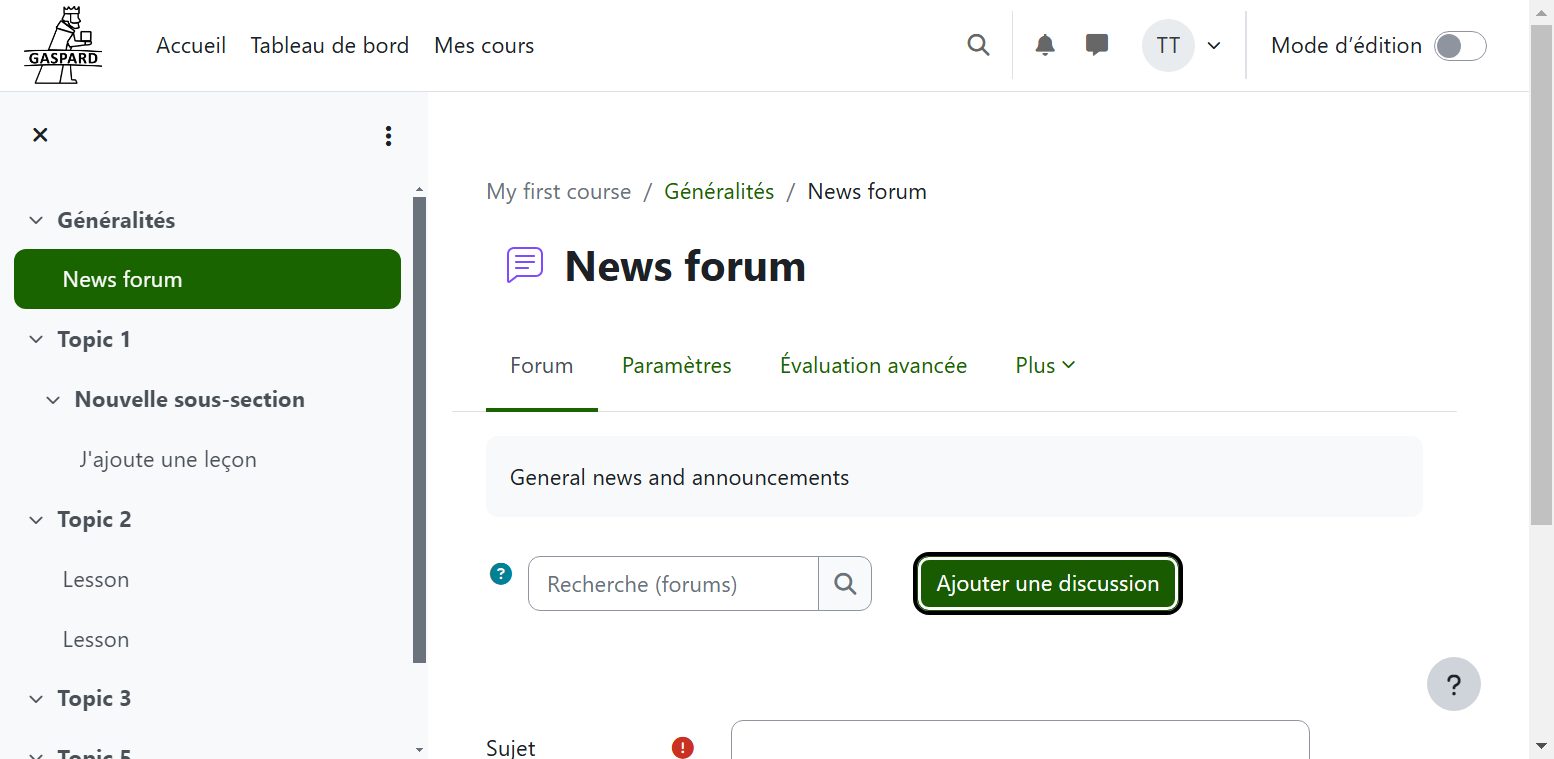 GASPARD
Accueil Tableau de bord Mes cours TT Mode d’édition
Généralités
News forum
Topic 1
Nouvelle sous-section
J'ajoute une leçon
Topic 2
Lesson
Lesson
Topic 3
Topic 5
My first course / Généralités / News forum
News forum
Forum Paramètres Évaluation avancée Plus
General news and announcements
? Recherche (forums) Ajouter une discussion
?
Sujet !